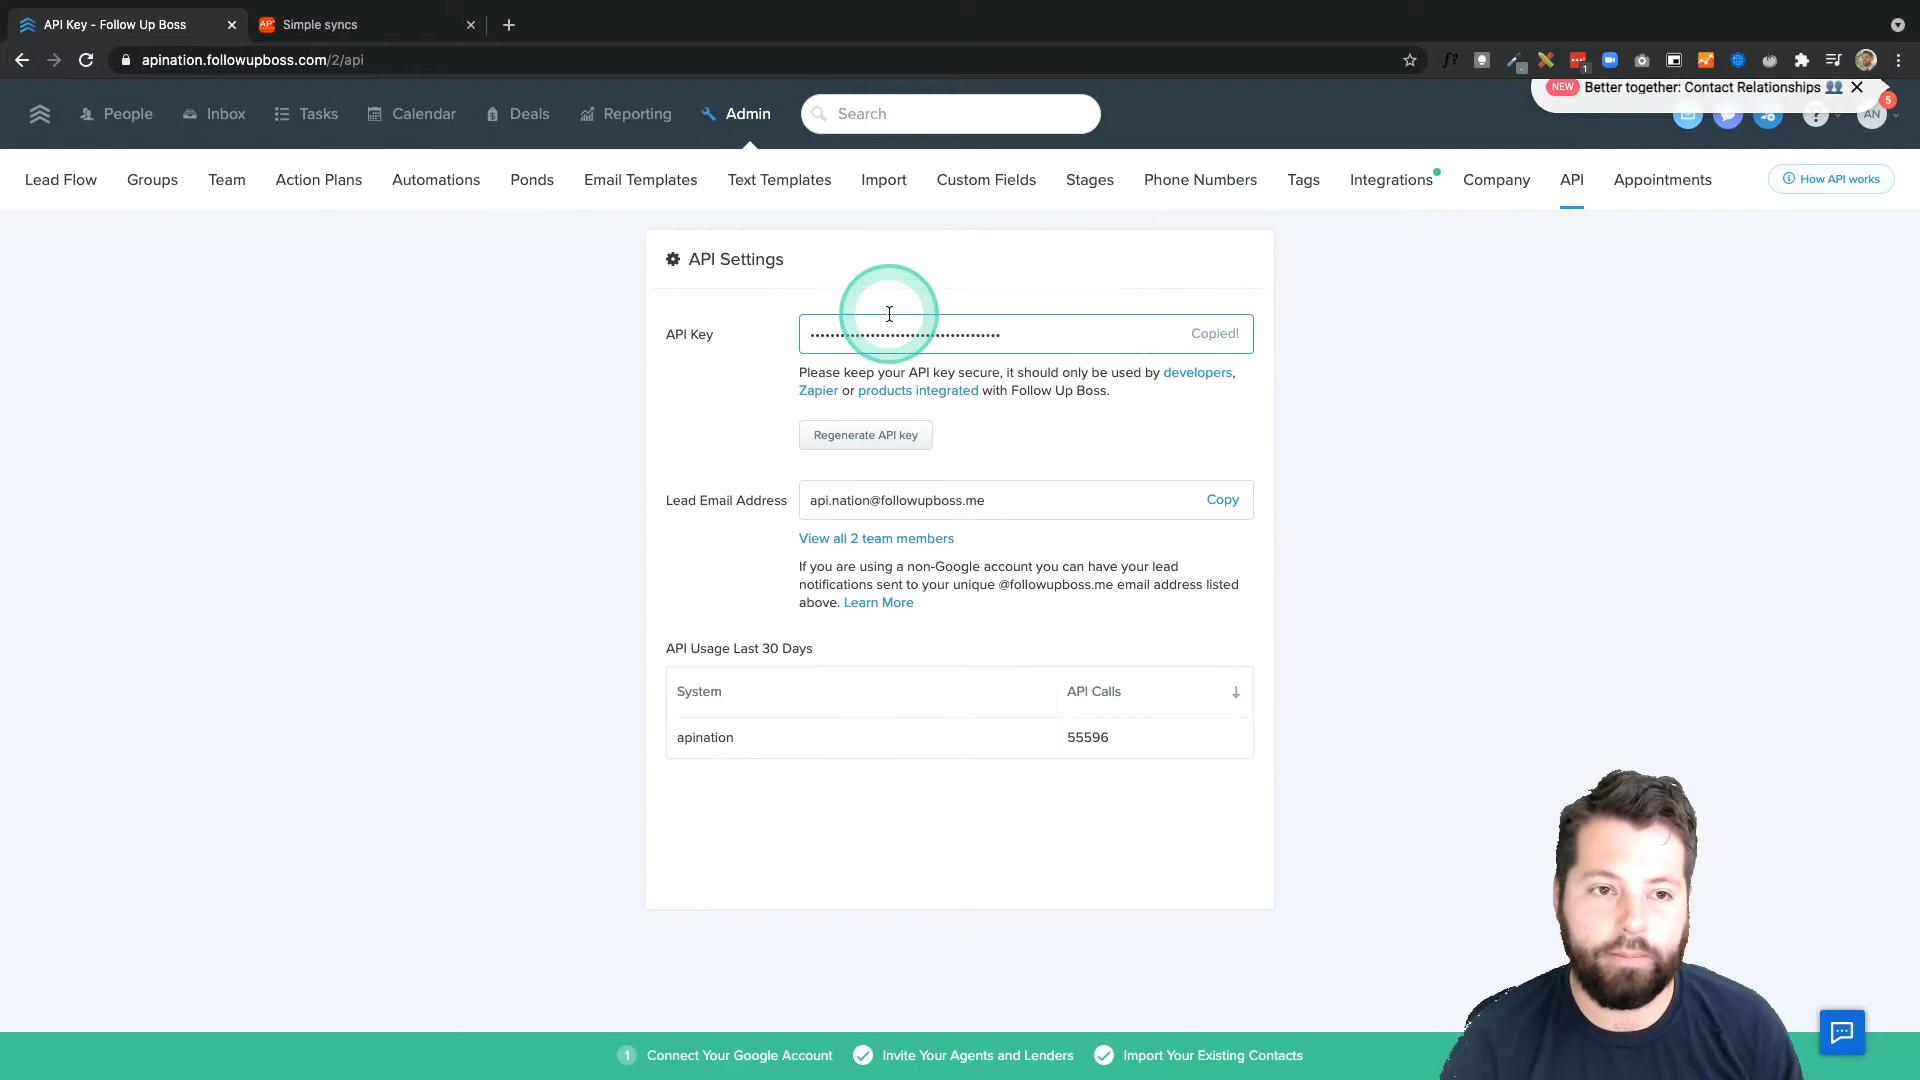 API Key - Follow Up Boss
Simple syncs
apination.followupboss.com/2/api
NEW Better together: Contact Relationships
People
Inbox
Tasks
Calendar
Deals
Reporting
Admin
Search
?
AN
5
Lead Flow
Groups
Team
Action Plans
Automations
Ponds
Email Templates
Text Templates
Import
Custom Fields
Stages
Phone Numbers
Tags
Integrations
Company
API
Appointments
How API works
API Settings
API Key
•••••••••••••••••••••••••••••••••••••• Copied!
Please keep your API key secure, it should only be used by developers,
Zapier or products integrated with Follow Up Boss.
Regenerate API key
Lead Email Address
api.nation@followupboss.me
Copy
View all 2 team members
If you are using a non-Google account you can have your lead
notifications sent to your unique @followupboss.me email address listed
above. Learn More
API Usage Last 30 Days
System API Calls
apination 55596
1 Connect Your Google Account
Invite Your Agents and Lenders
Import Your Existing Contacts